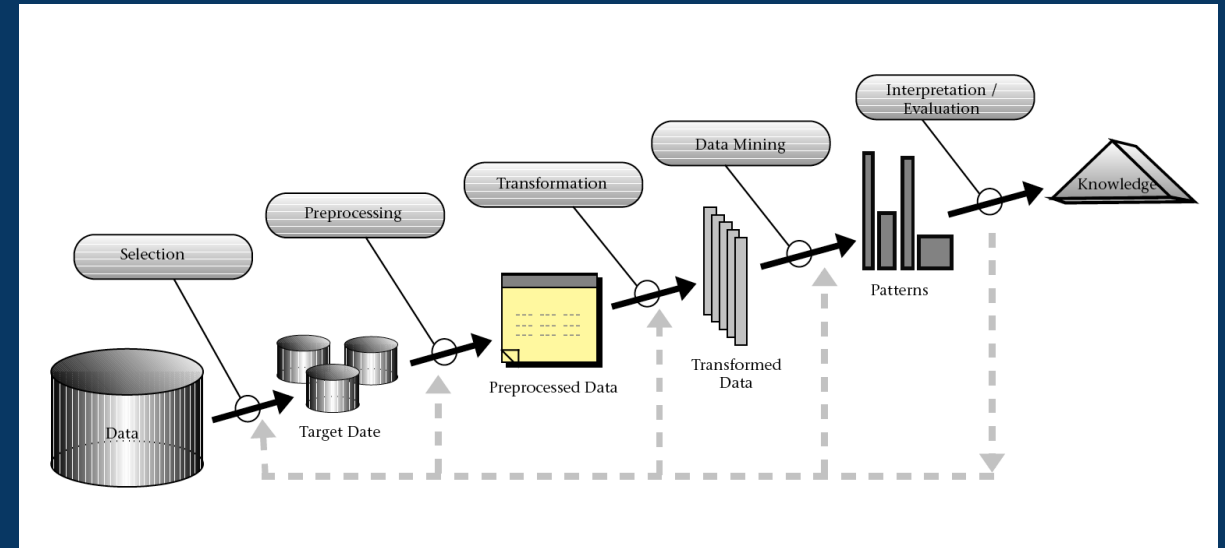 Interpretation /
Evaluation
Data Mining
Transformation
Knowledge
Preprocessing
Selection
Patterns
Transformed
Data
Preprocessed Data
Target Date
Data